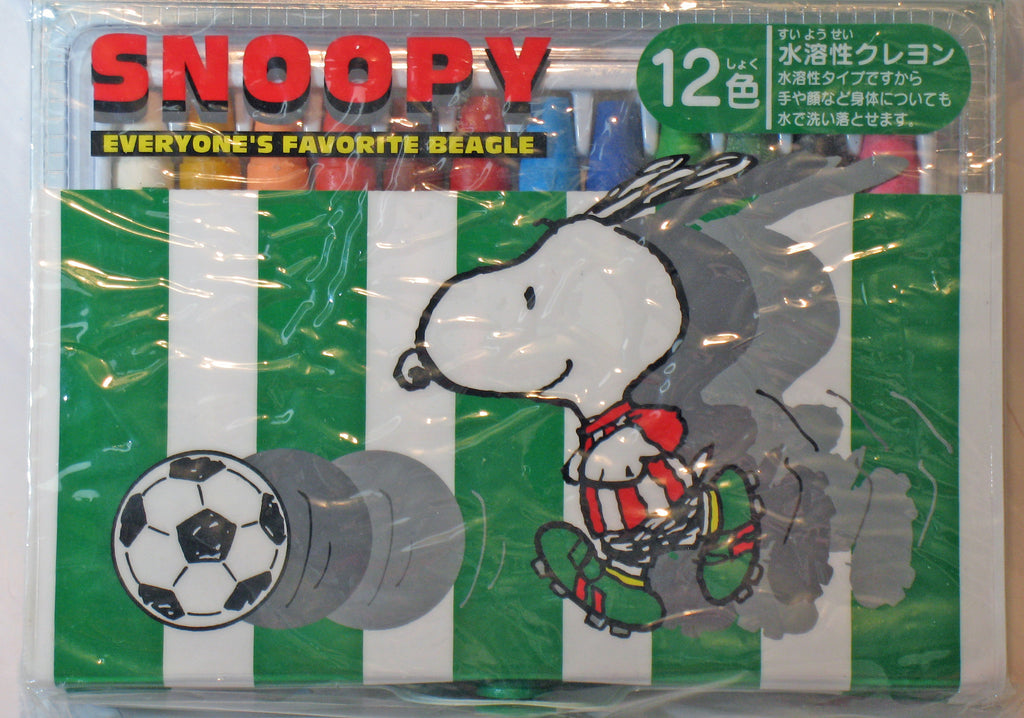 SNOOPY
EVERYONE'S FAVORITE BEAGLE
12色
しょく
すいようせい
水溶性クレヨン
水溶性タイプですから
手や顔など身体についても
水で洗い落とせます。